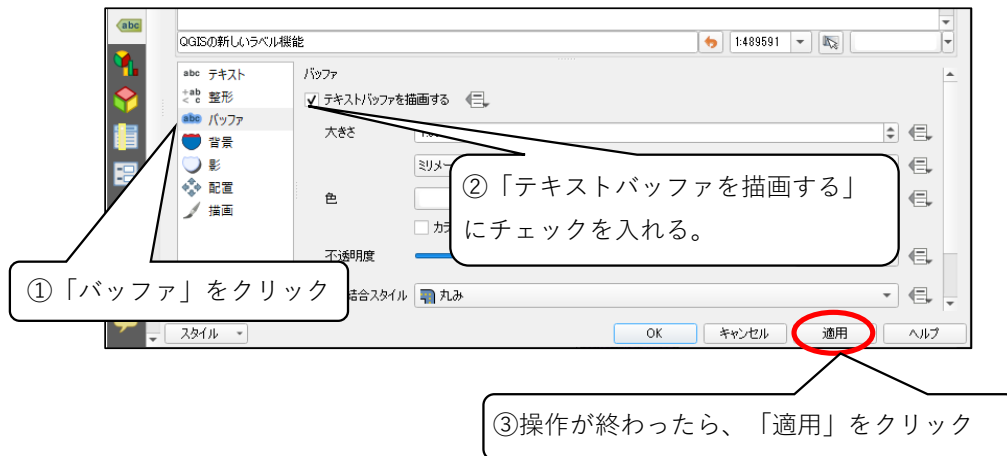 abc
QGISの新しいラベル機能
1:489591
abc テキスト
バッファ
+ab < c 整形
テキストバッファを描画する
abc バッファ
大きさ
背景
影
ミリメー
配置
色
描画
カラ
②「テキストバッファを描画する」
にチェックを入れる。
不透明度
①「バッファ」をクリック
結合スタイル
丸み
スタイル
OK
キャンセル
適用
ヘルプ
③操作が終わったら、「適用」をクリック